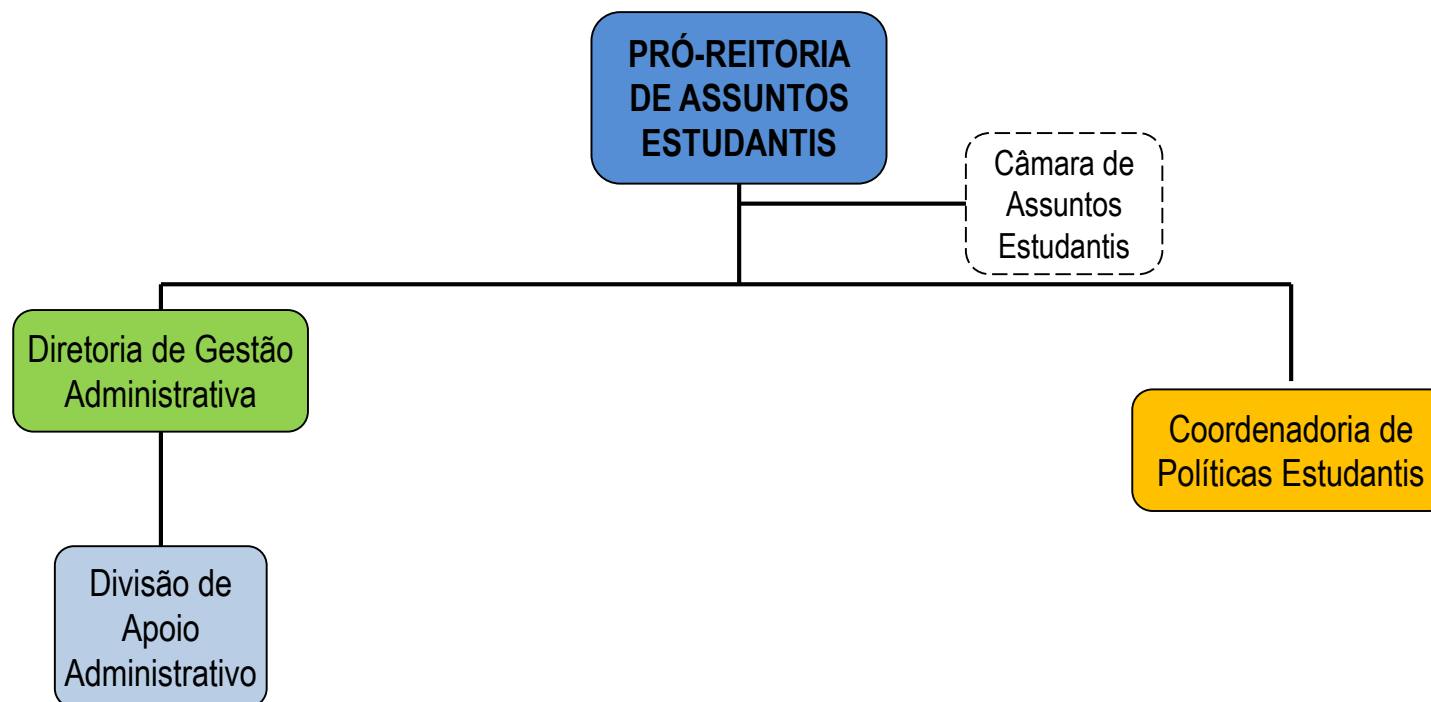 PRÓ-REITORIA
DE ASSUNTOS
ESTUDANTIS
Câmara de
Assuntos
Estudantis
Diretoria de Gestão
Administrativa
Coordenadoria de
Políticas Estudantis
Divisão de
Apoio
Administrativo